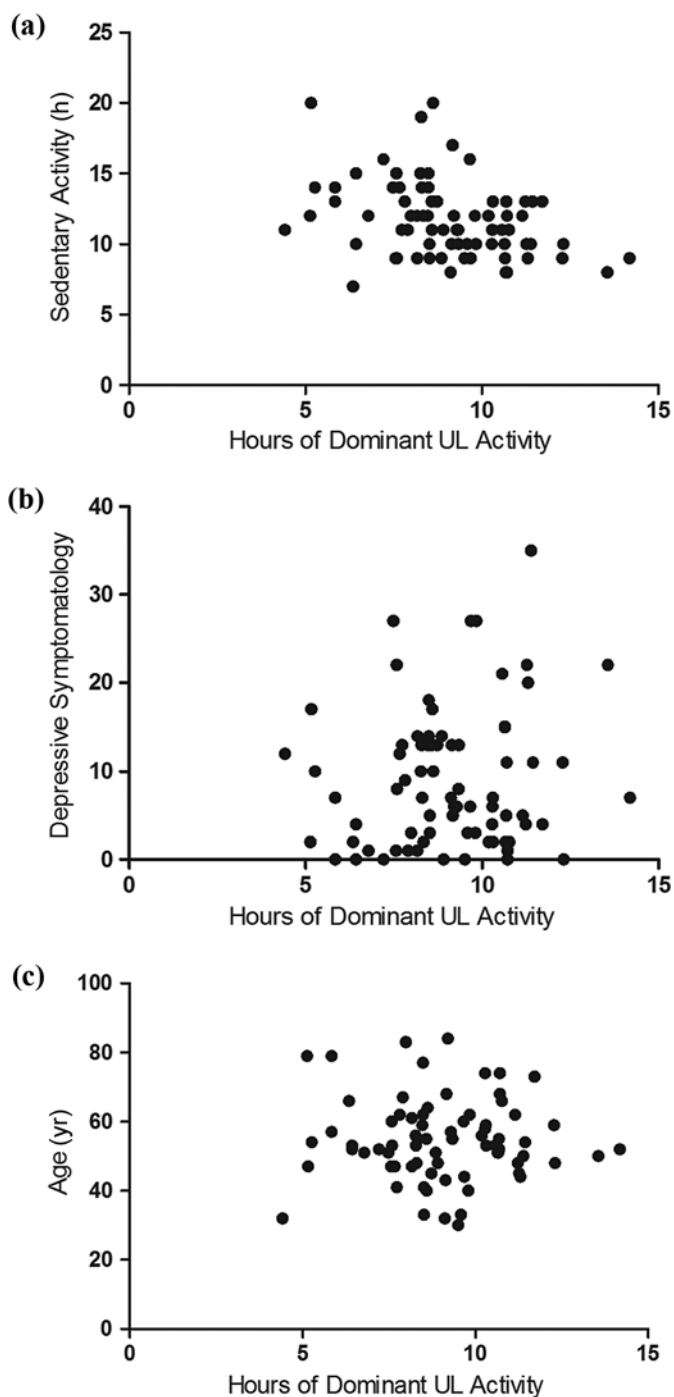 (a)
Sedentary Activity (h)
25
20
15
10
5
0
0 5 10 15
Hours of Dominant UL Activity
(b)
Depressive Symptomatology
40
30
20
10
0
0 5 10 15
Hours of Dominant UL Activity
(c)
Age (yr)
100
80
60
40
20
0
0 5 10 15
Hours of Dominant UL Activity